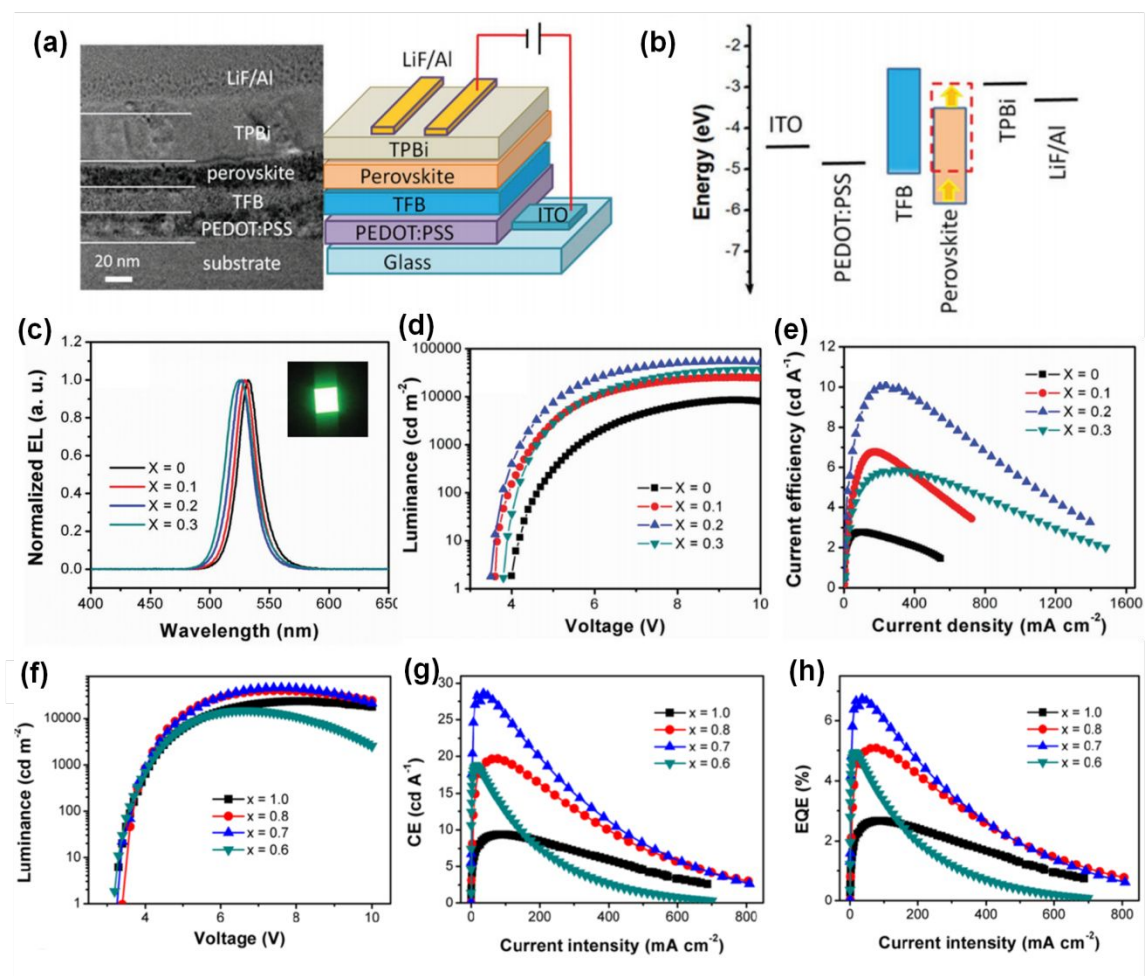 (a)
LiF/Al
TPBi
perovskite
TFB
PEDOT:PSS
substrate
20 nm
LiF/Al
TPBi
Perovskite
TFB
PEDOT:PSS
ITO
Glass
(b)
Energy (eV)
-2
-3
-4
-5
-6
-7
ITO
PEDOT:PSS
TFB
Perovskite
TPBi
LiF/Al
(c)
Normalized EL (a. u.)
1.2
1.0
0.8
0.6
0.4
0.2
0.0
X = 0
X = 0.1
X = 0.2
X = 0.3
400 450 500 550 600 650
Wavelength (nm)
(d)
Luminance (cd m-2)
100000
10000
1000
100
10
1
X = 0
X = 0.1
X = 0.2
X = 0.3
4 6 8 10
Voltage (V)
(e)
Current efficiency (cd A-1)
12
10
8
6
4
2
0
X = 0
X = 0.1
X = 0.2
X = 0.3
0 400 800 1200 1600
Current density (mA cm-2)
(f)
Luminance (cd m-2)
10000
1000
100
10
1
x = 1.0
x = 0.8
x = 0.7
x = 0.6
4 6 8 10
Voltage (V)
(g)
CE (cd A-1)
30
25
20
15
10
5
0
x = 1.0
x = 0.8
x = 0.7
x = 0.6
0 200 400 600 800
Current intensity (mA cm-2)
(h)
EQE (%)
6
4
2
0
x = 1.0
x = 0.8
x = 0.7
x = 0.6
0 200 400 600 800
Current intensity (mA cm-2)